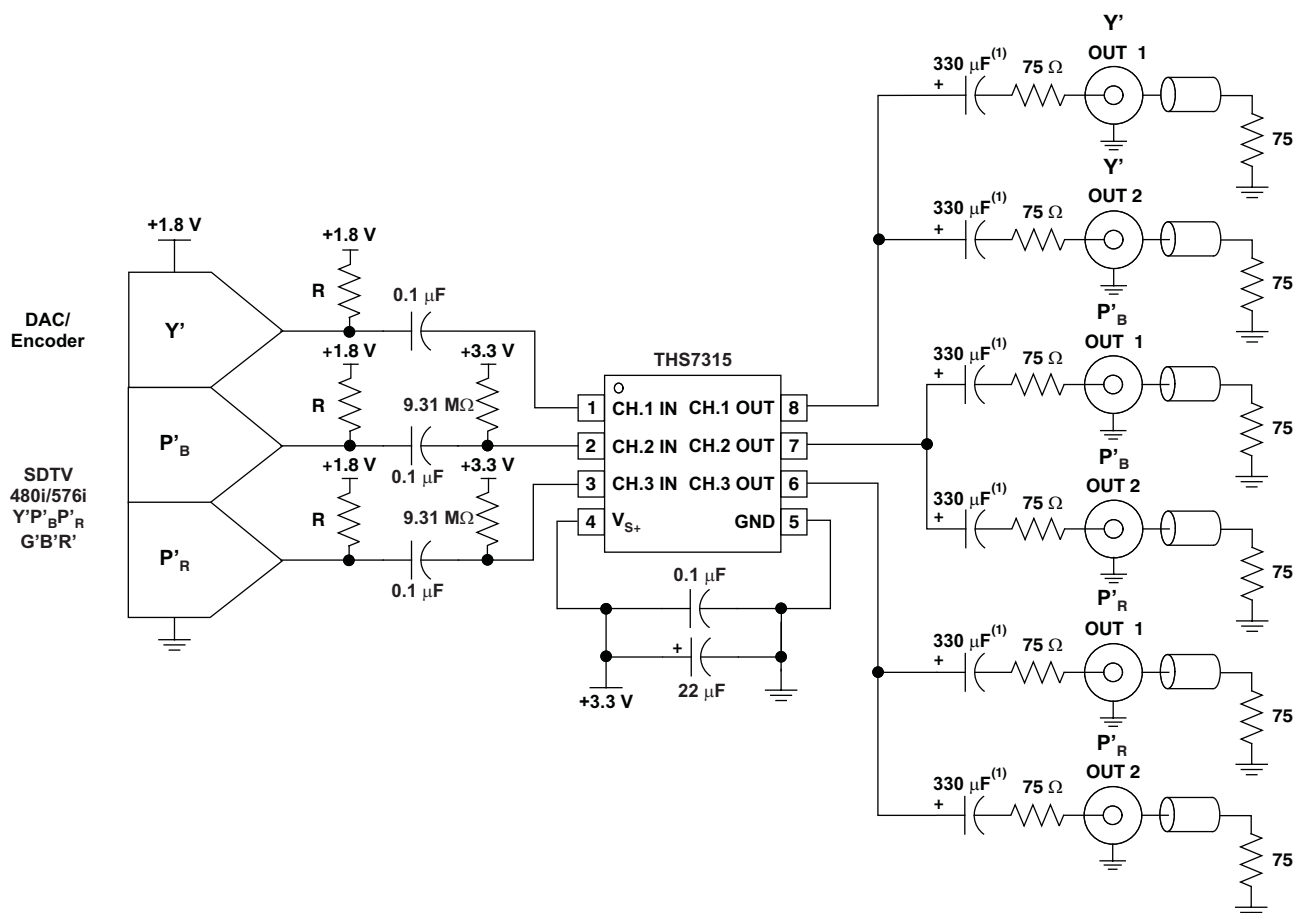 Y'
OUT 1
330 µF(1)
75 Ω
+
75
Y'
OUT 2
330 µF(1)
75 Ω
+
75
+1.8 V
+1.8 V
R
0.1 µF
DAC/
Encoder
Y'
+1.8 V
+3.3 V
R
9.31 MΩ
P'B
0.1 µF
SDTV
480i/576i
Y'P'BP'R
G'B'R'
+1.8 V
+3.3 V
R
9.31 MΩ
P'R
0.1 µF
THS7315
1 CH.1 IN CH.1 OUT 8
2 CH.2 IN CH.2 OUT 7
3 CH.3 IN CH.3 OUT 6
4 VS+ GND 5
0.1 µF
+
22 µF
+3.3 V
P'B
OUT 1
330 µF(1)
75 Ω
+
75
P'B
OUT 2
330 µF(1)
75 Ω
+
75
P'R
OUT 1
330 µF(1)
75 Ω
+
75
P'R
OUT 2
330 µF(1)
75 Ω
+
75